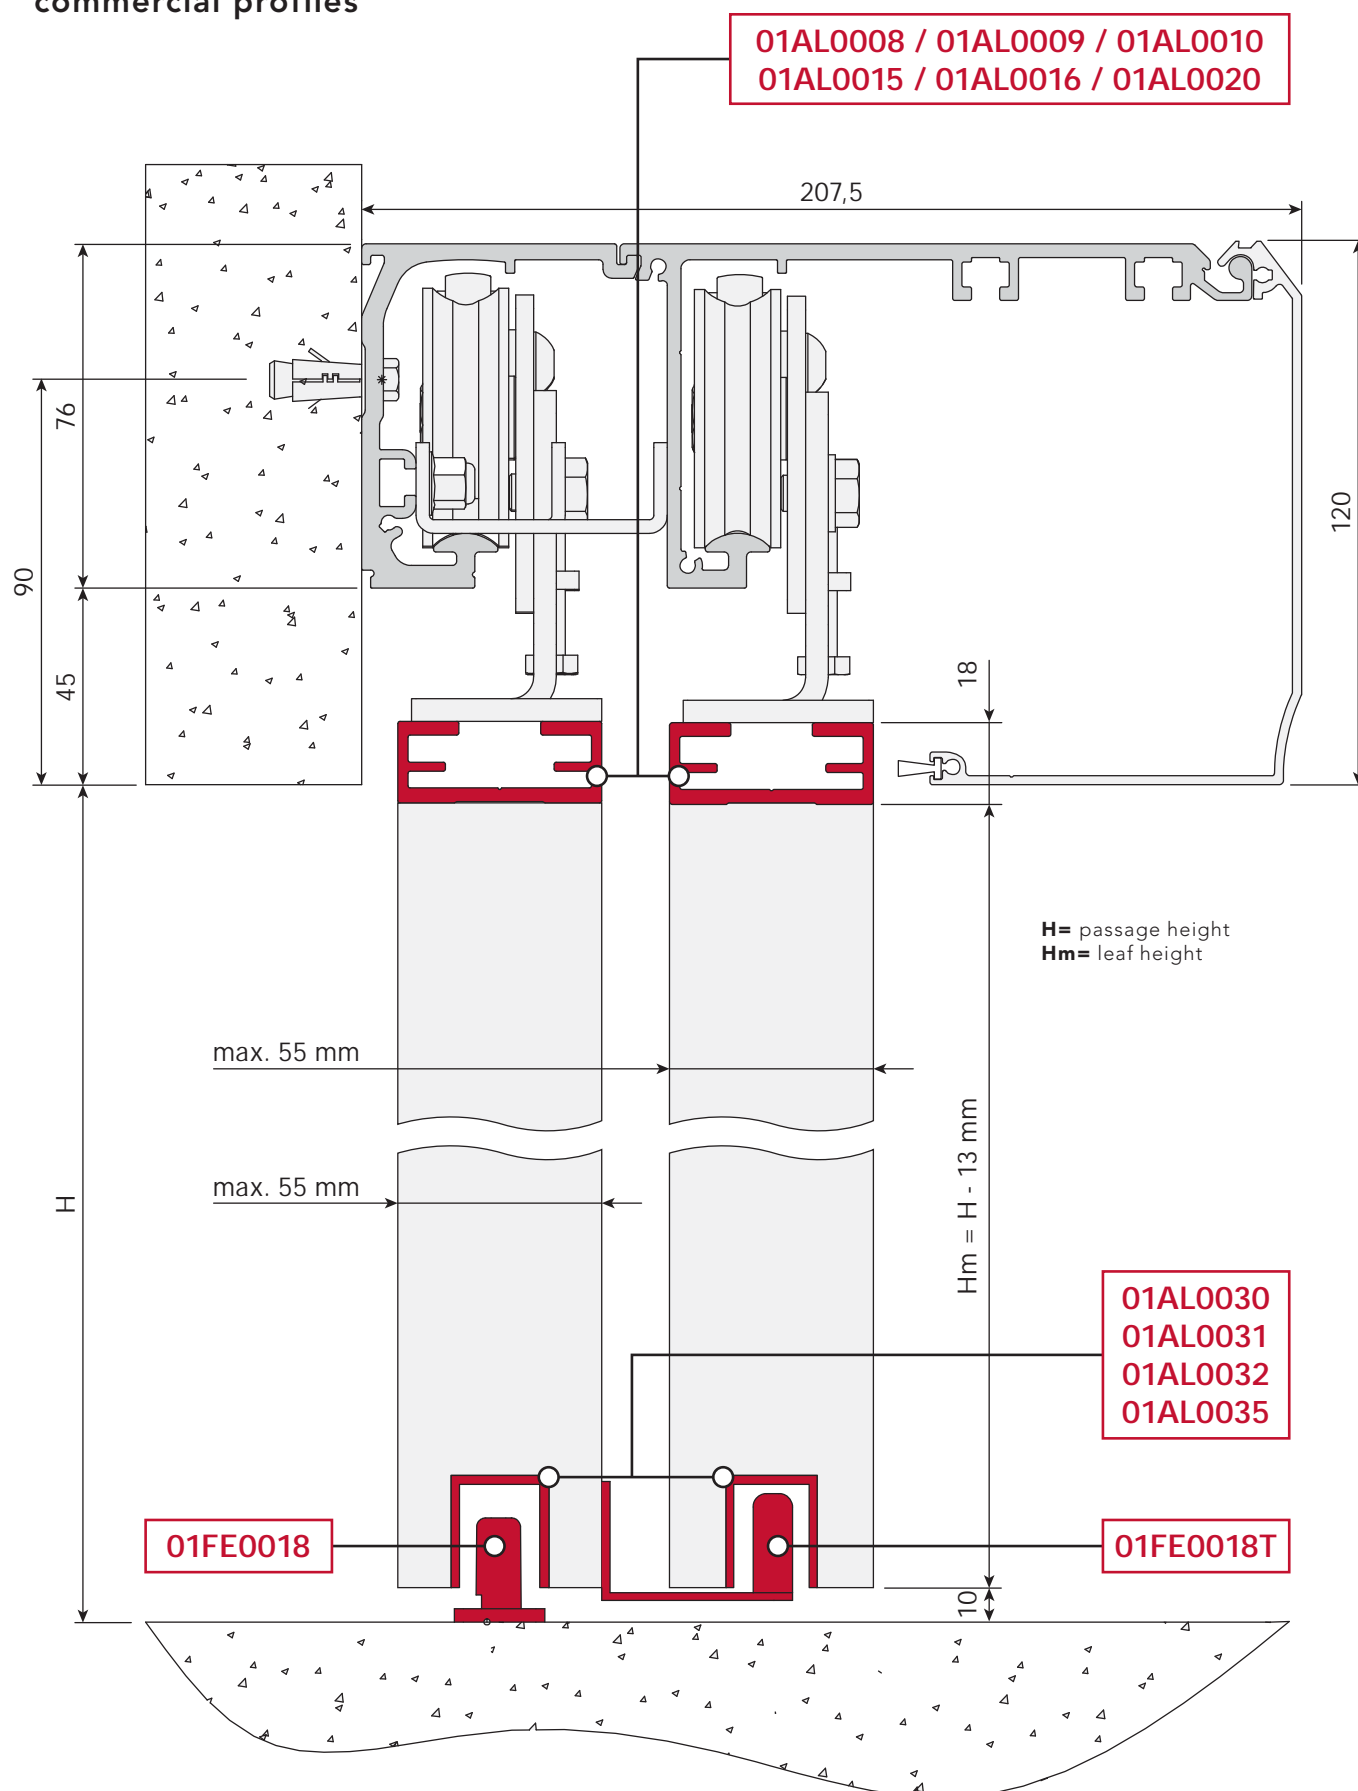 commercial profiles
01AL0008 / 01AL0009 / 01AL0010
01AL0015 / 01AL0016 / 01AL0020
207,5
76
90
45
120
18
H= passage height
Hm= leaf height
max. 55 mm
max. 55 mm
H
Hm = H - 13 mm
01AL0030
01AL0031
01AL0032
01AL0035
01FE0018
01FE0018T
10